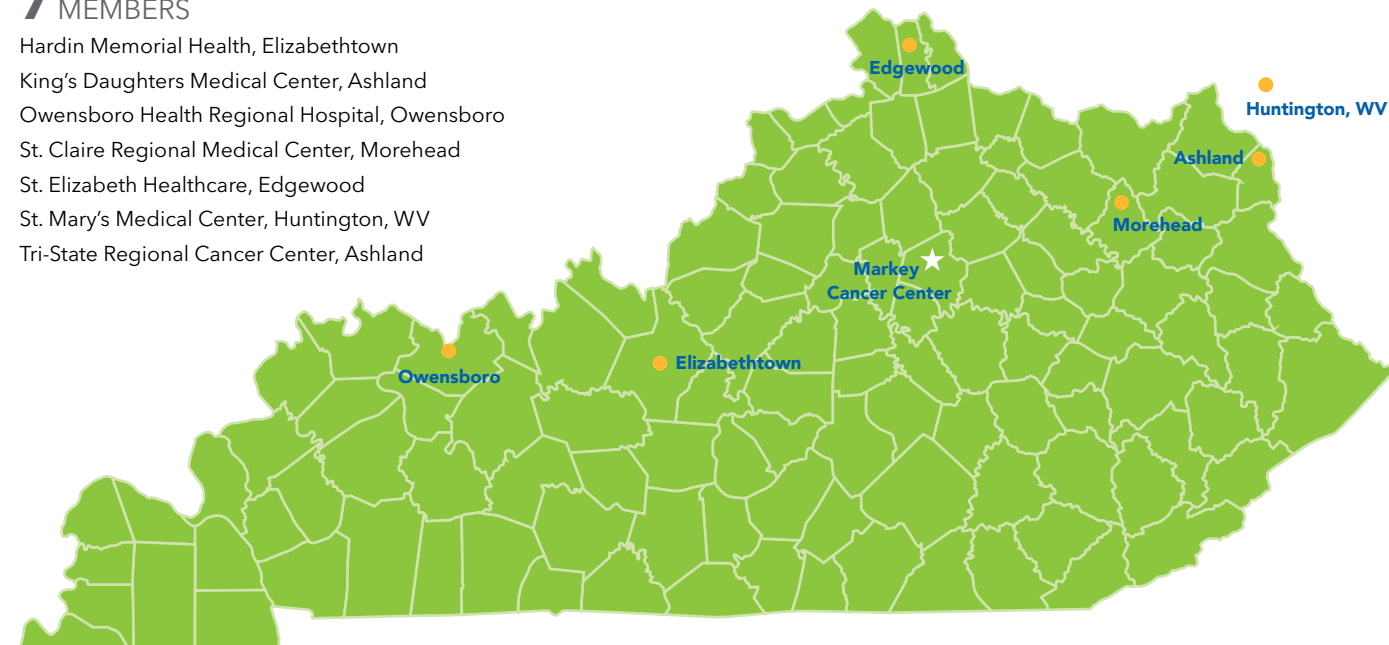 7 MEMBERS
Hardin Memorial Health, Elizabethtown
King's Daughters Medical Center, Ashland
Owensboro Health Regional Hospital, Owensboro
St. Claire Regional Medical Center, Morehead
St. Elizabeth Healthcare, Edgewood
St. Mary's Medical Center, Huntington, WV
Tri-State Regional Cancer Center, Ashland
Edgewood
Huntington, WV
Ashland
Morehead
Markey
Cancer Center
Elizabethtown
Owensboro